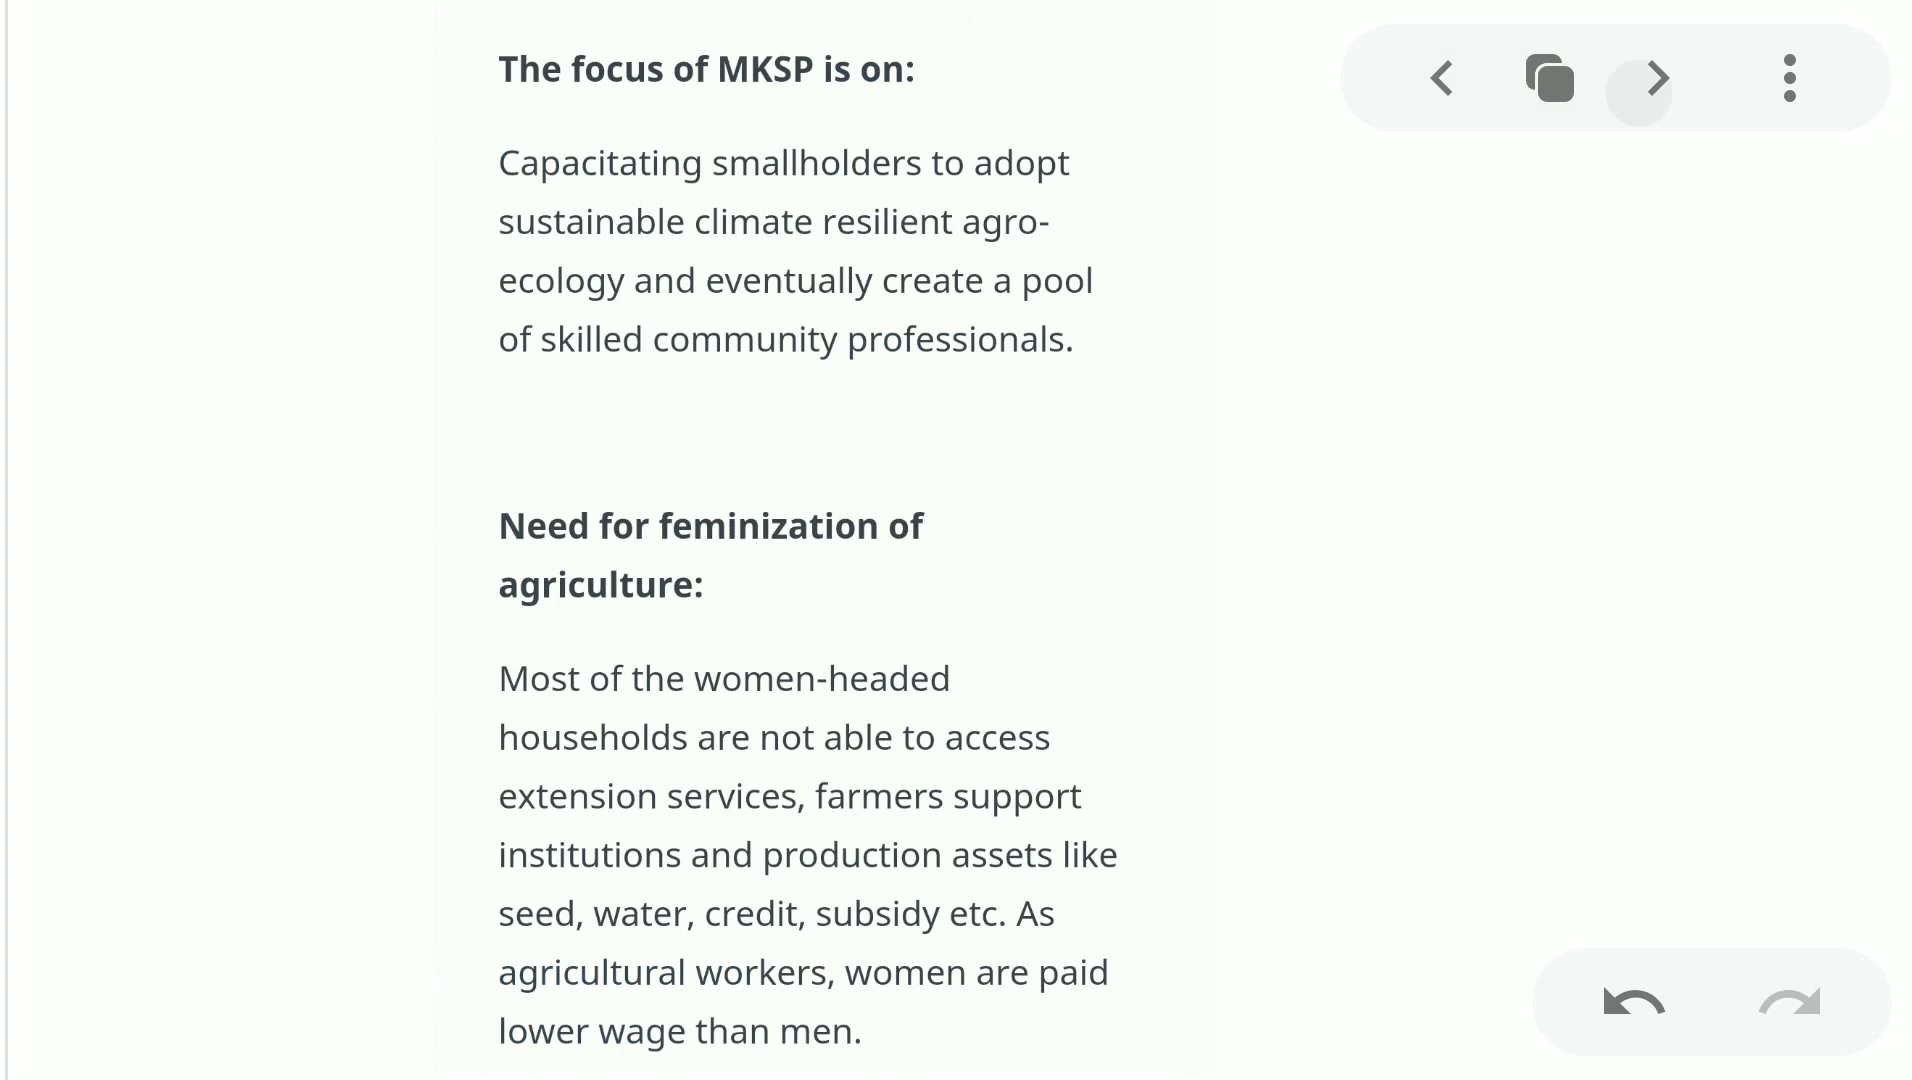 The focus of MKSP is on:
Capacitating smallholders to adopt
sustainable climate resilient agro-
ecology and eventually create a pool
of skilled community professionals.
Need for feminization of
agriculture:
Most of the women-headed
households are not able to access
extension services, farmers support
institutions and production assets like
seed, water, credit, subsidy etc. As
agricultural workers, women are paid
lower wage than men.